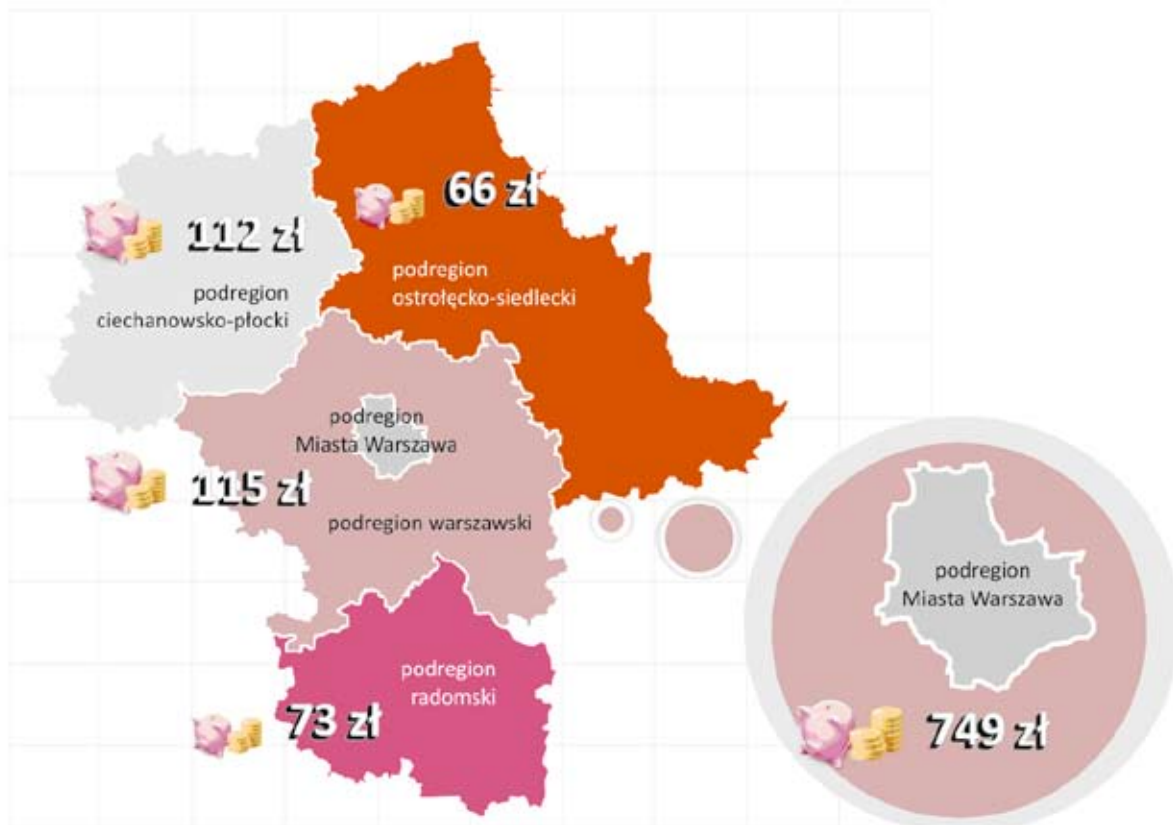 66 zł
112 zł
podregion
ostrołęcko-siedlecki
podregion
ciechanowsko-płocki
podregion
Miasta Warszawa
115 zł
podregion warszawski
podregion
Miasta Warszawa
podregion
radomski
73 zł
749 zł